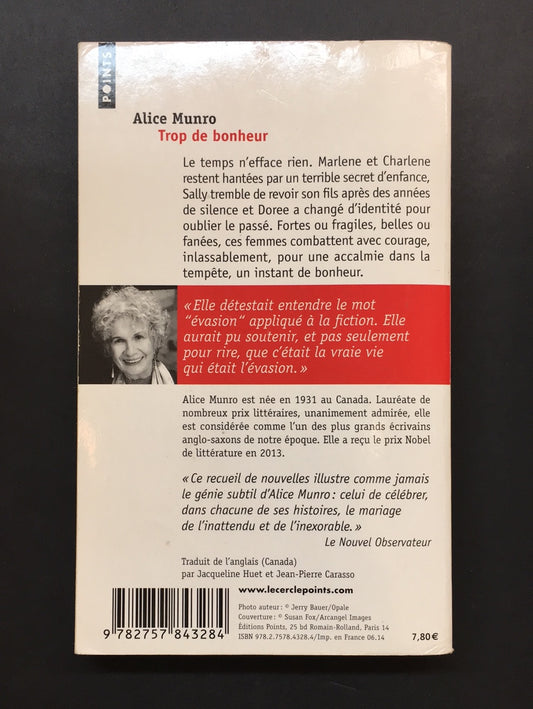 POINTS
Alice Munro
Trop de bonheur
Le temps n’efface rien. Marlene et Charlene
restent hantées par un terrible secret d’enfance,
Sally tremble de revoir son fils après des années
de silence et Doree a changé d’identité pour
oublier le passé. Fortes ou fragiles, belles ou
fanées, ces femmes combattent avec courage,
inlassablement, pour une accalmie dans la
tempête, un instant de bonheur.
« Elle détestait entendre le mot
“évasion“ appliqué à la fiction. Elle
aurait pu soutenir, et pas seulement
pour rire, que c’était la vraie vie
qui était l’évasion. »
Alice Munro est née en 1931 au Canada. Lauréate de
nombreux prix littéraires, unanimement admirée, elle
est considérée comme l’un des plus grands écrivains
anglo-saxons de notre époque. Elle a reçu le prix Nobel
de littérature en 2013.
« Ce recueil de nouvelles illustre comme jamais
le génie subtil d’Alice Munro : celui de célébrer,
dans chacune de ses histoires, le mariage
de l’inattendu et de l’inexorable. »
Le Nouvel Observateur
Traduit de l’anglais (Canada)
par Jacqueline Huet et Jean-Pierre Carasso
www.lecerclepoints.com
Photo auteur : © Jerry Bauer/Opale
Couverture : © Susan Fox/Arcangel Images
Éditions Points, 25 bd Romain-Rolland, Paris 14
ISBN 978.2.7578.4328.4/Imp. en France 06.14
7,80 €
9 782757 843284